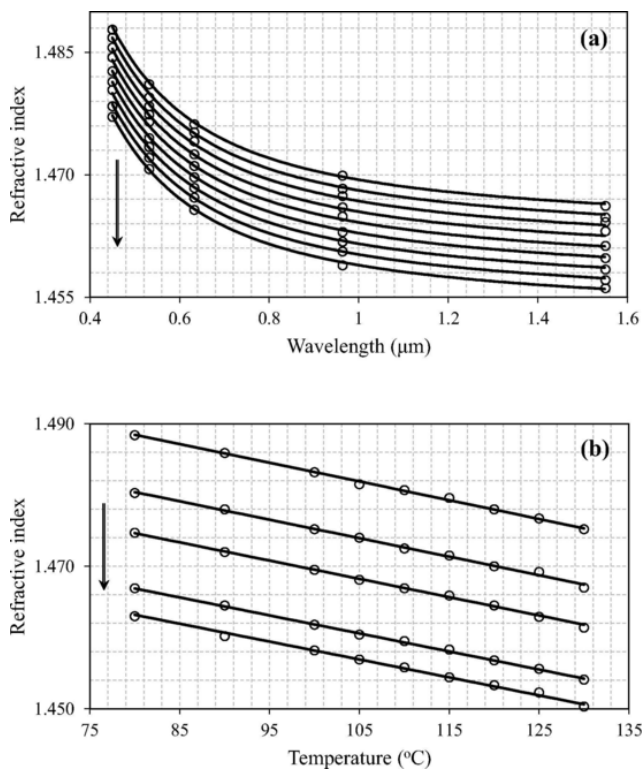 (a)
Refractive index
1.485
1.470
1.455
0.4 0.6 0.8 1 1.2 1.4 1.6
Wavelength (μm)
(b)
Refractive index
1.490
1.470
1.450
75 85 95 105 115 125 135
Temperature (ºC)